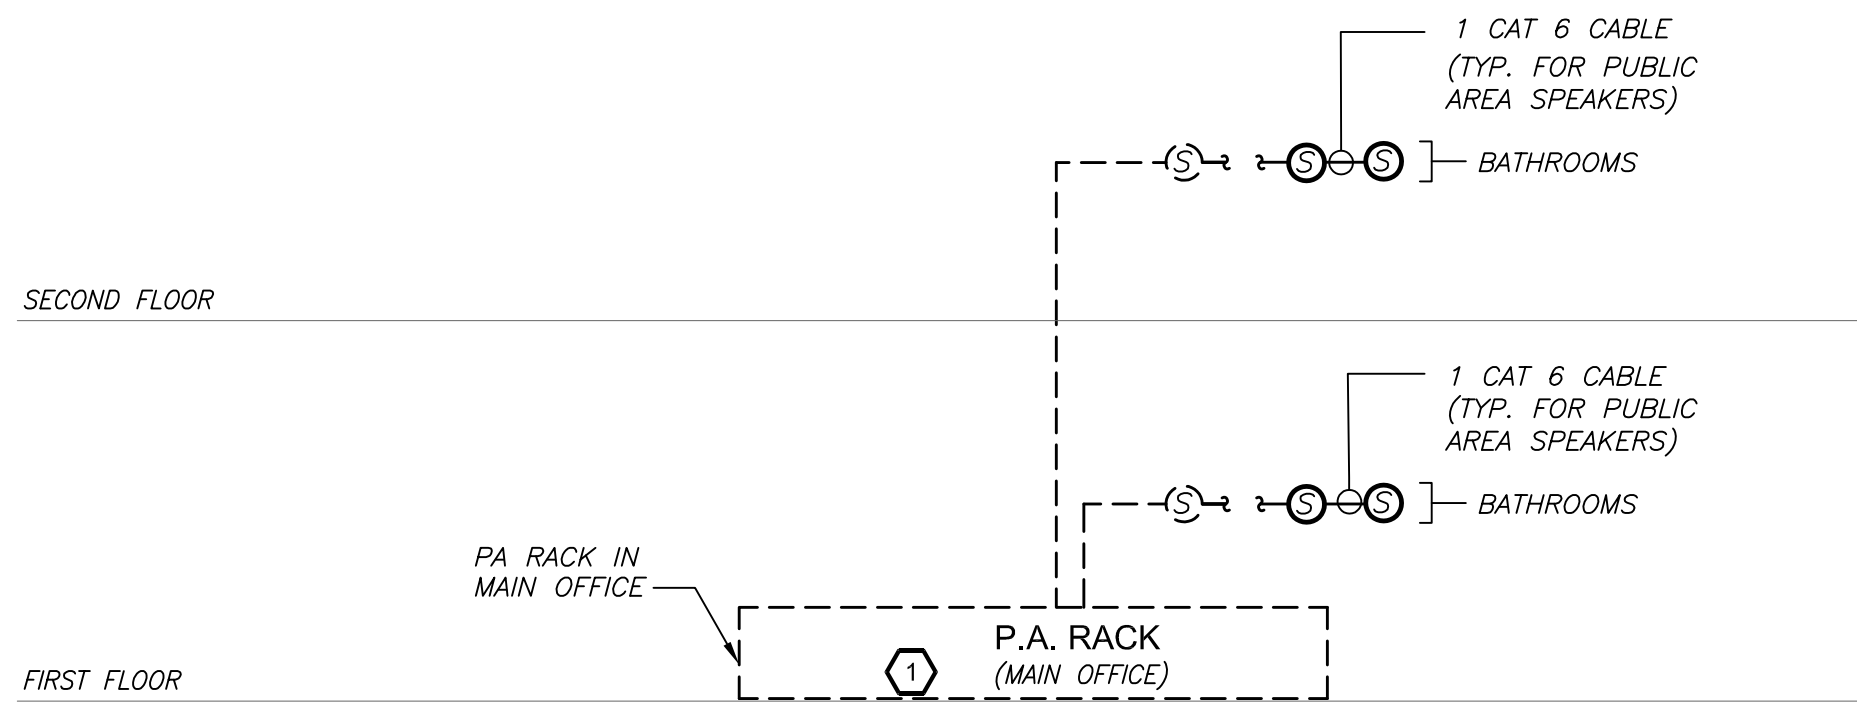 1 CAT 6 CABLE
(TYP. FOR PUBLIC
AREA SPEAKERS)
S
S
S
BATHROOMS
SECOND FLOOR
1 CAT 6 CABLE
(TYP. FOR PUBLIC
AREA SPEAKERS)
S
S
S
BATHROOMS
PA RACK IN
MAIN OFFICE
P.A. RACK
(MAIN OFFICE)
1
FIRST FLOOR